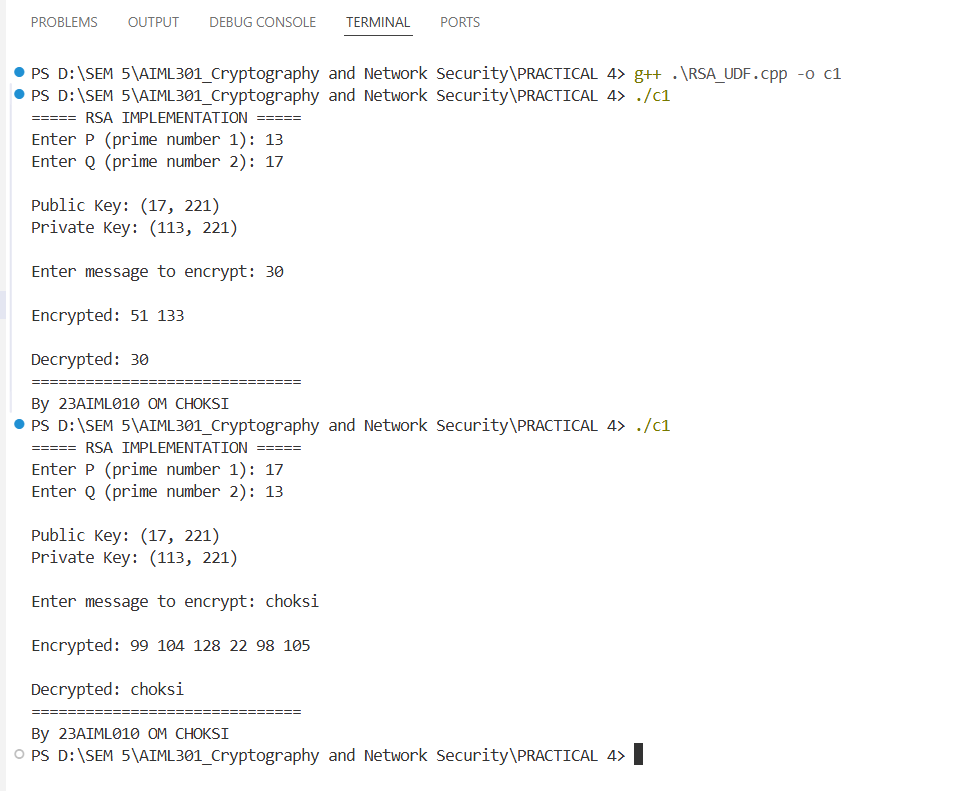 PROBLEMS OUTPUT DEBUG CONSOLE TERMINAL PORTS
PS D:\SEM 5\AIML301_Cryptography and Network Security\PRACTICAL 4> g++ .\RSA_UDF.cpp -o c1
PS D:\SEM 5\AIML301_Cryptography and Network Security\PRACTICAL 4> ./c1
===== RSA IMPLEMENTATION =====
Enter P (prime number 1): 13
Enter Q (prime number 2): 17
Public Key: (17, 221)
Private Key: (113, 221)
Enter message to encrypt: 30
Encrypted: 51 133
Decrypted: 30
==============================
By 23AIML010 OM CHOKSI
PS D:\SEM 5\AIML301_Cryptography and Network Security\PRACTICAL 4> ./c1
===== RSA IMPLEMENTATION =====
Enter P (prime number 1): 17
Enter Q (prime number 2): 13
Public Key: (17, 221)
Private Key: (113, 221)
Enter message to encrypt: choksi
Encrypted: 99 104 128 22 98 105
Decrypted: choksi
==============================
By 23AIML010 OM CHOKSI
PS D:\SEM 5\AIML301_Cryptography and Network Security\PRACTICAL 4>